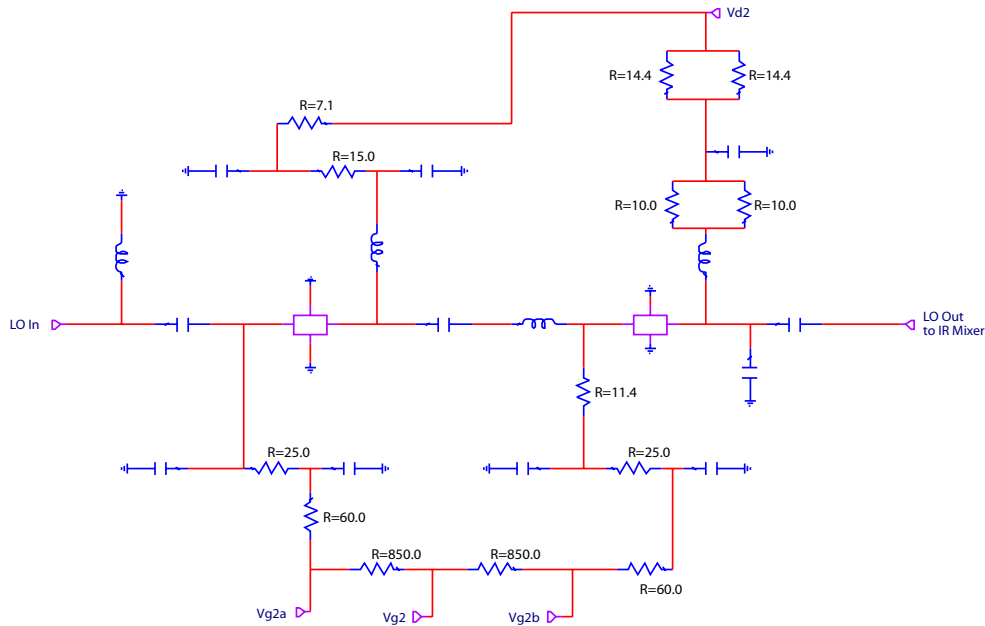 Vd2
R=14.4
R=14.4
R=7.1
R=15.0
R=10.0
R=10.0
LO In
LO Out
to IR Mixer
R=11.4
R=25.0
R=25.0
R=60.0
R=850.0
R=850.0
R=60.0
Vg2a
Vg2
Vg2b